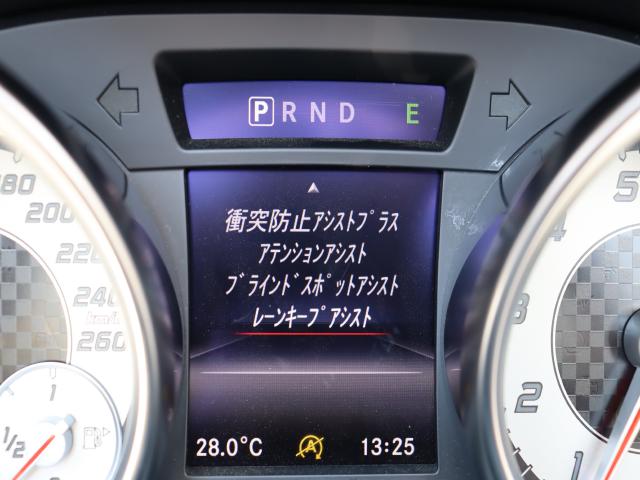 P R N D E
衝突防止アシストプラス
アテンションアシスト
ブラインドスポットアシスト
レーンキープアシスト
28.0°C A 13:25
180
200
220
240
km/h
260
1
1/2
0
5
4
3
2
1